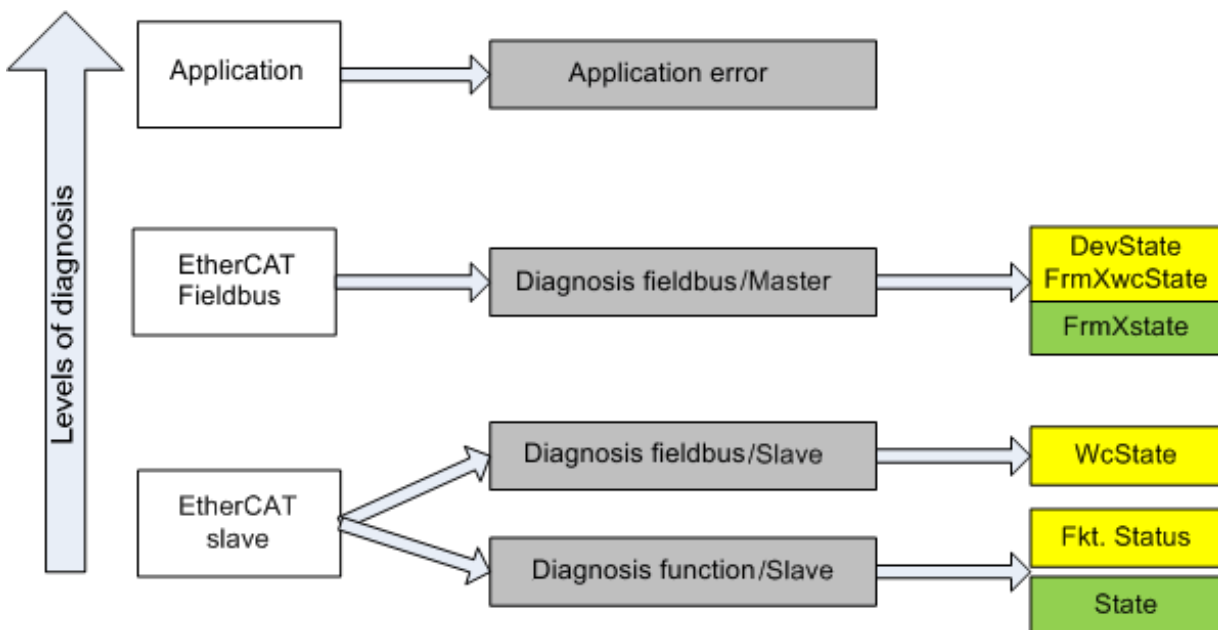 Levels of diagnosis
Application
Application error
EtherCAT
Fieldbus
Diagnosis fieldbus/Master
DevState
FrmXwcState
FrmXstate
EtherCAT
slave
Diagnosis fieldbus/Slave
WcState
Diagnosis function/Slave
Fkt. Status
State